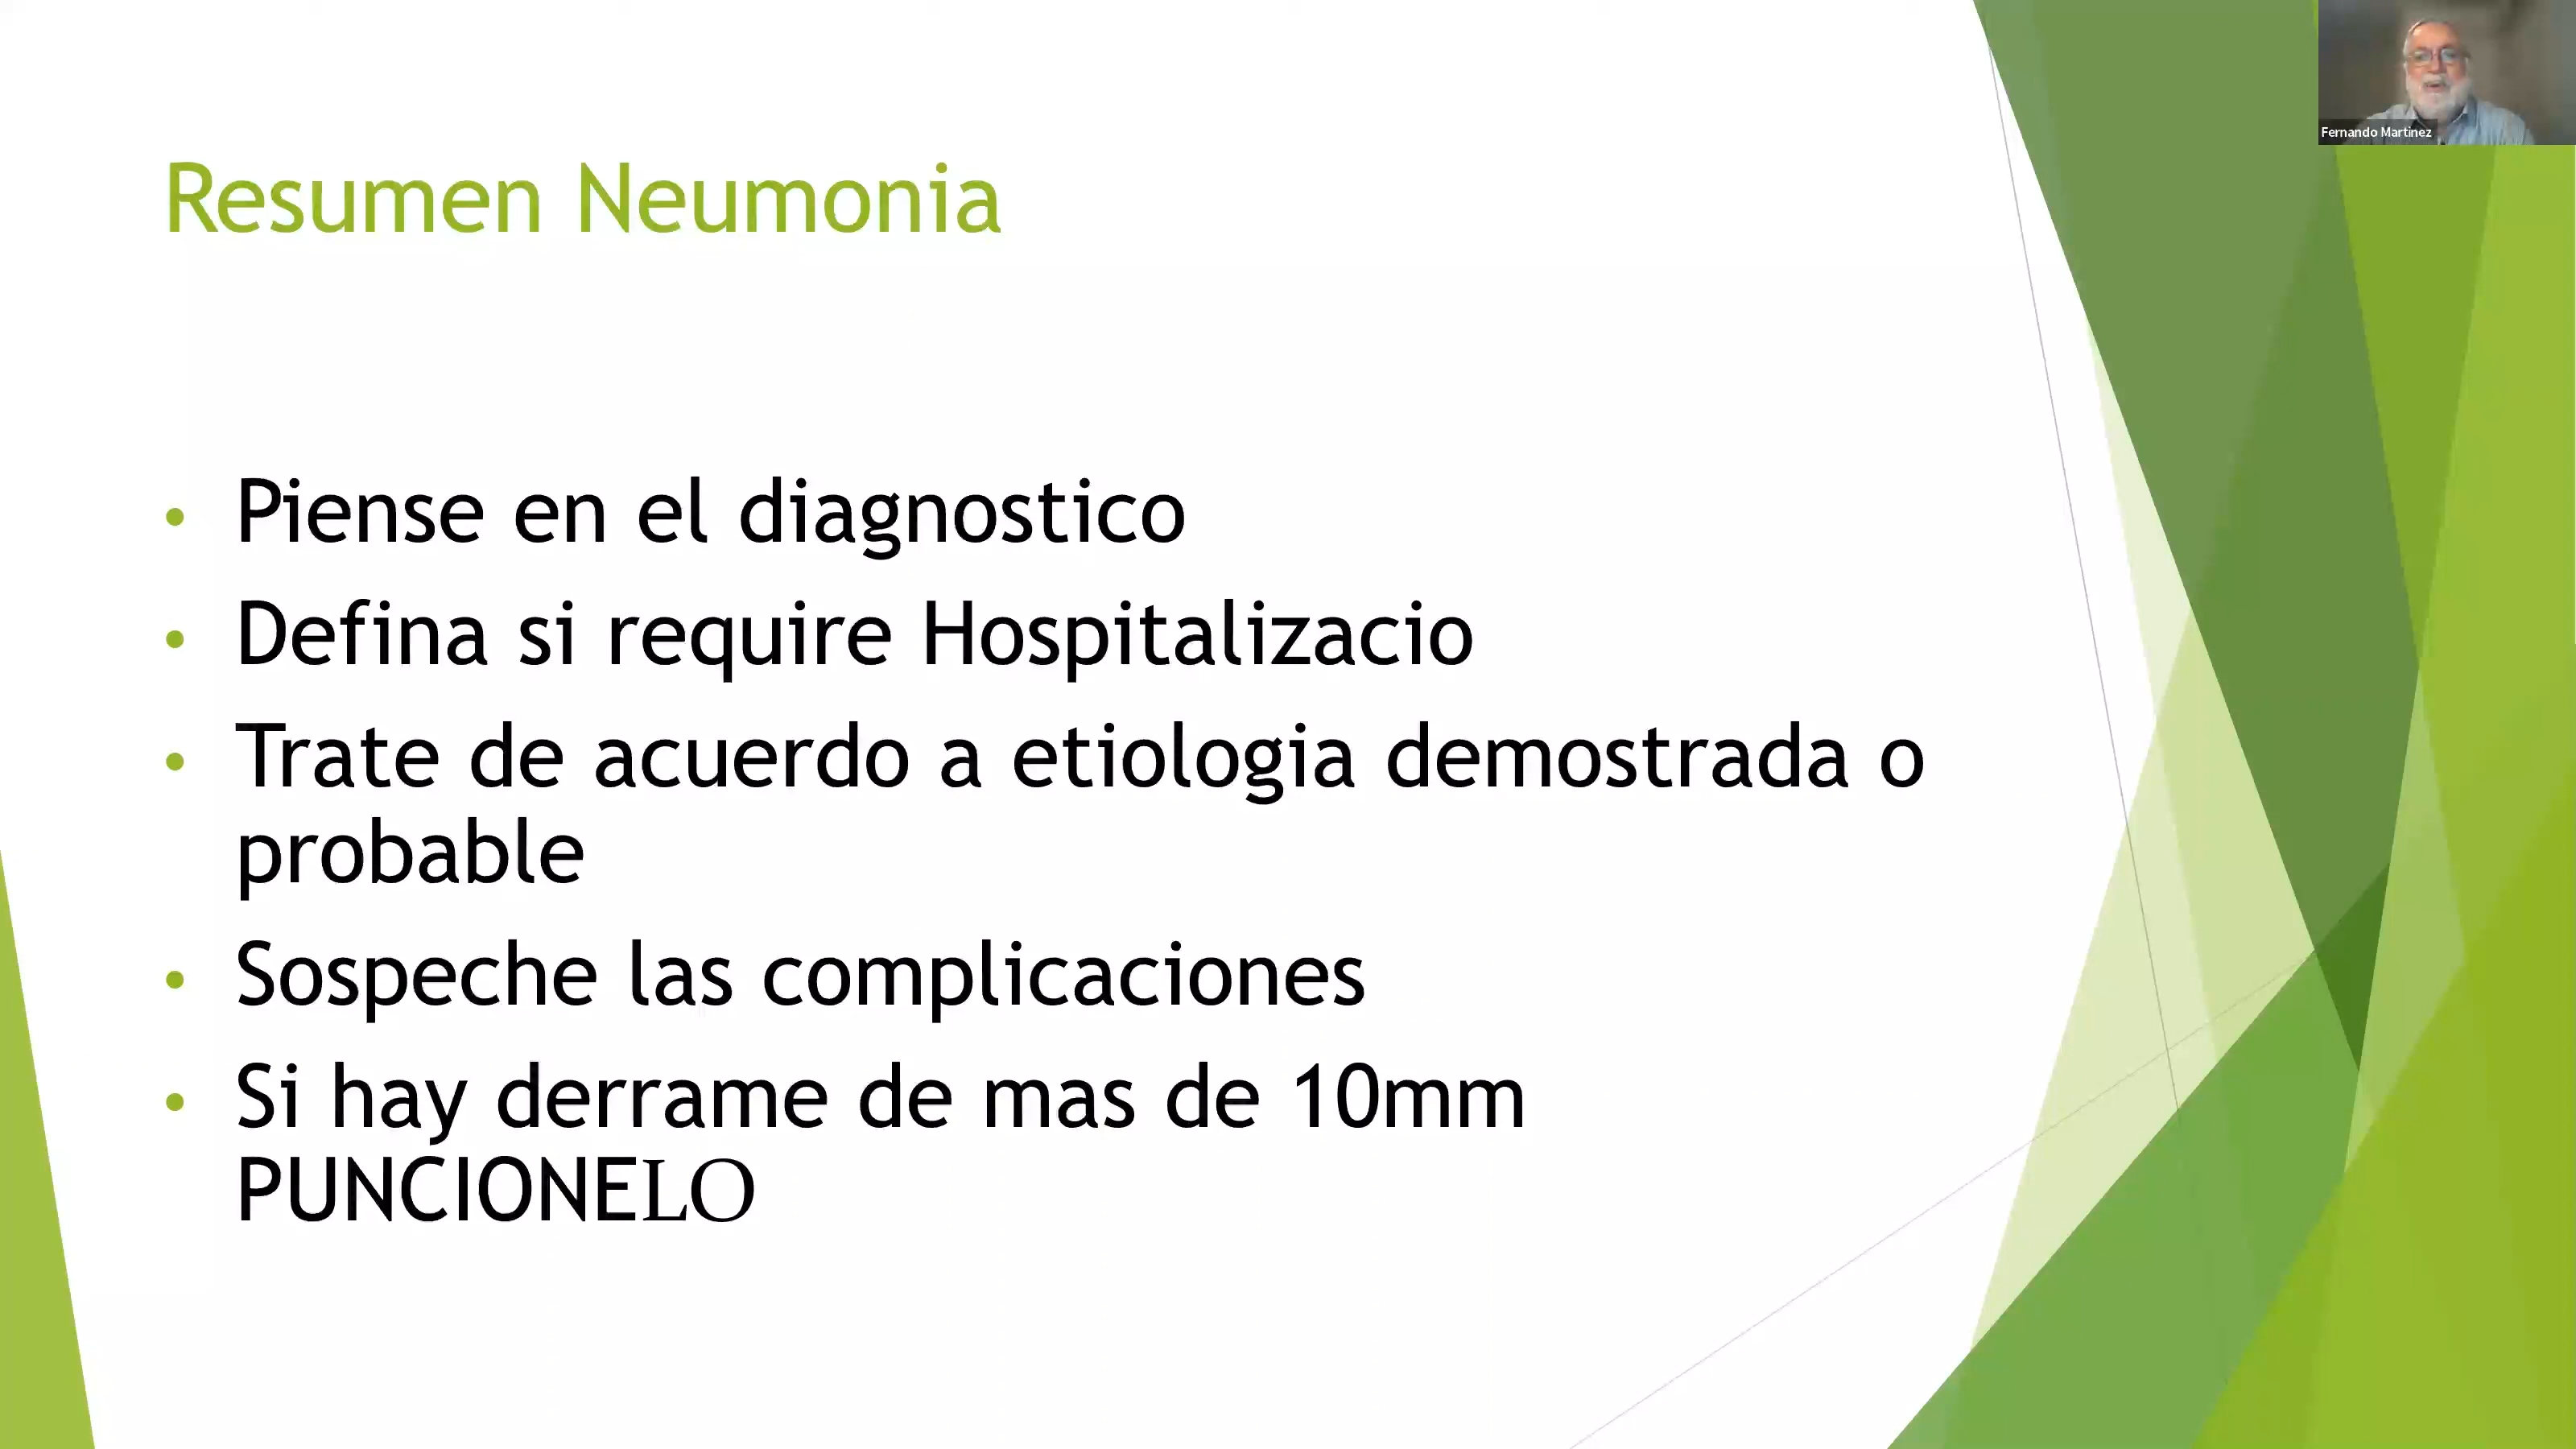 Fernando Martinez
Resumen Neumonia
• Piense en el diagnostico
• Defina si require Hospitalizacio
• Trate de acuerdo a etiologia demostrada o
probable
• Sospeche las complicaciones
• Si hay derrame de mas de 10mm
PUNCIONELO